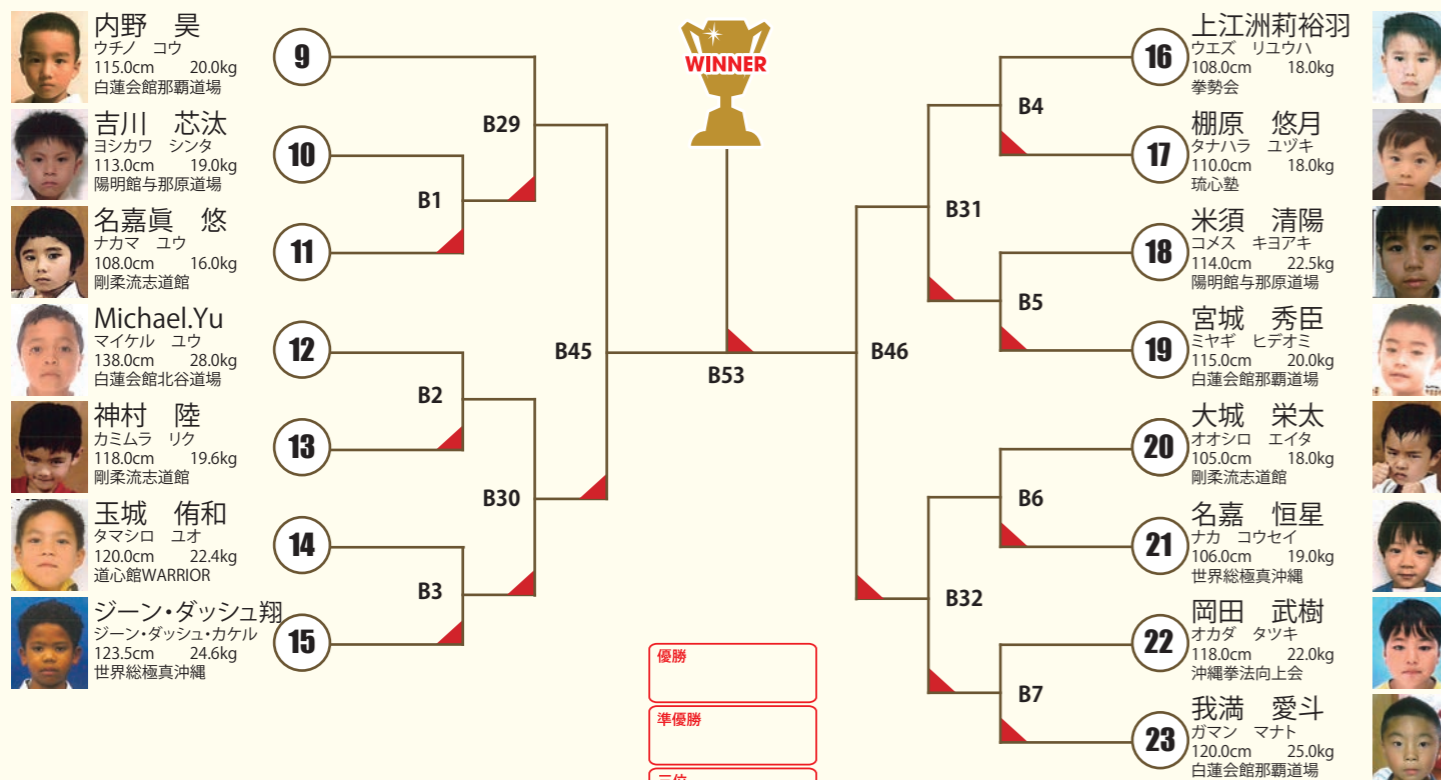 内野　昊
ウチノ　コウ
115.0cm　20.0kg
白蓮会館那覇道場
9
吉川　芯汰
ヨシカワ　シンタ
113.0cm　19.0kg
陽明館与那原道場
10
名嘉眞　悠
ナカマ　ユウ
108.0cm　16.0kg
剛柔流志道館
11
Michael.Yu
マイケル　ユウ
138.0cm　28.0kg
白蓮会館北谷道場
12
神村　陸
カミムラ　リク
118.0cm　19.6kg
剛柔流志道館
13
玉城　侑和
タマシロ　ユオ
120.0cm　22.4kg
道心館WARRIOR
14
ジーン・ダッシュ翔
ジーン・ダッシュ・カケル
123.5cm　24.6kg
世界総極真沖縄
15
B29
B1
B2
B30
B3
B45
WINNER
B53
優勝
準優勝
三位
B46
B31
B32
B4
B5
B6
B7
16
上江洲莉裕羽
ウエズ　リユウハ
108.0cm　18.0kg
拳勢会
17
棚原　悠月
タナハラ　ユヅキ
110.0cm　18.0kg
琉心塾
18
米須　清陽
コメス　キヨアキ
114.0cm　22.5kg
陽明館与那原道場
19
宮城　秀臣
ミヤギ　ヒデオミ
115.0cm　20.0kg
白蓮会館那覇道場
20
大城　栄太
オオシロ　エイタ
105.0cm　18.0kg
剛柔流志道館
21
名嘉　恒星
ナカ　コウセイ
106.0cm　19.0kg
世界総極真沖縄
22
岡田　武樹
オカダ　タツキ
118.0cm　22.0kg
沖縄拳法向上会
23
我満　愛斗
ガマン　マナト
120.0cm　25.0kg
白蓮会館那覇道場